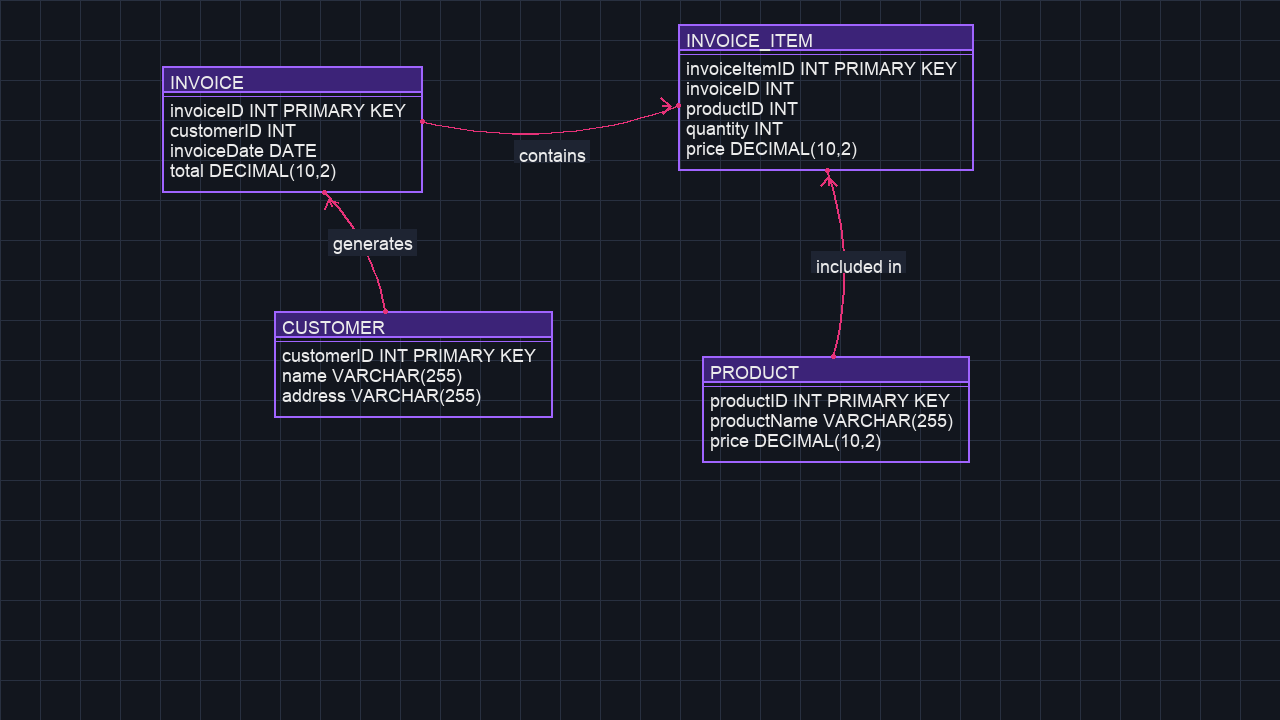 INVOICE
invoiceID INT PRIMARY KEY
customerID INT
invoiceDate DATE
total DECIMAL(10,2)
contains
INVOICE_ITEM
invoiceItemID INT PRIMARY KEY
invoiceID INT
productID INT
quantity INT
price DECIMAL(10,2)
generates
included in
CUSTOMER
customerID INT PRIMARY KEY
name VARCHAR(255)
address VARCHAR(255)
PRODUCT
productID INT PRIMARY KEY
productName VARCHAR(255)
price DECIMAL(10,2)